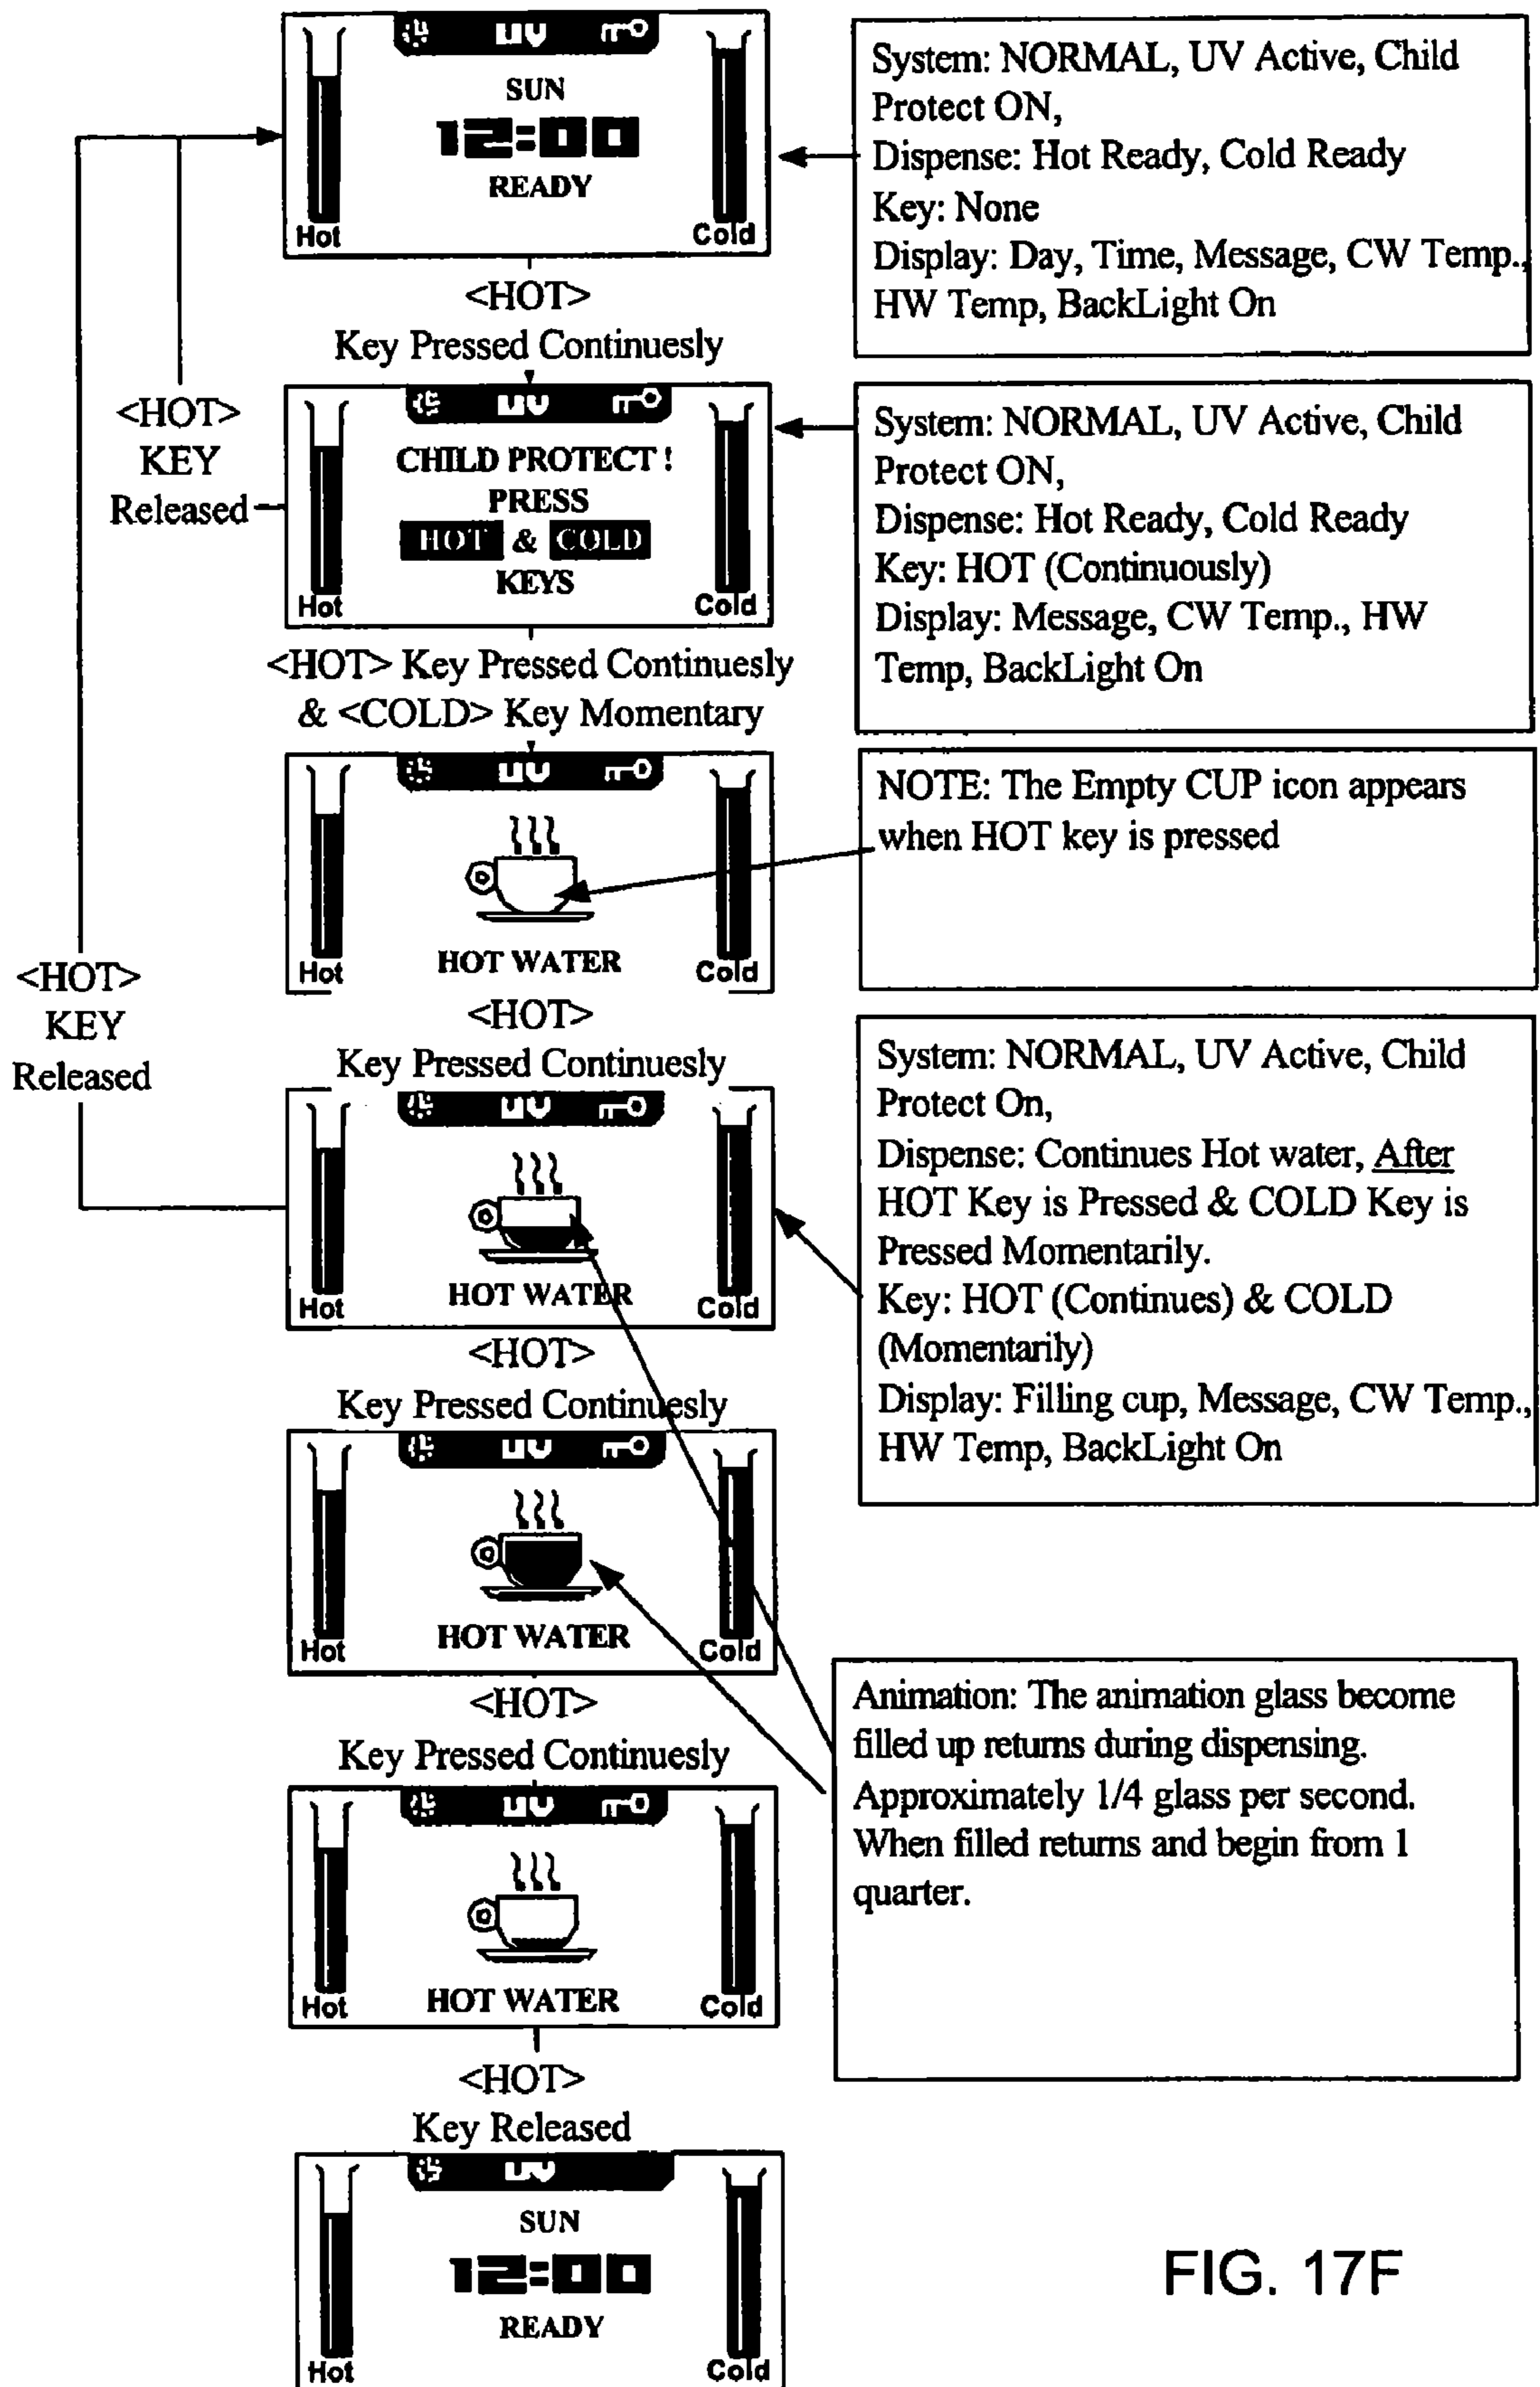 UV
SUN
12:00
READY
Hot
Cold
System: NORMAL, UV Active, Child
Protect ON,
Dispense: Hot Ready, Cold Ready
Key: None
Display: Day, Time, Message, CW Temp.,
HW Temp, BackLight On
<HOT>
Key Pressed Continuesly
<HOT>
KEY
Released
UV
CHILD PROTECT !
PRESS
HOT & COLD
KEYS
Hot
Cold
System: NORMAL, UV Active, Child
Protect ON,
Dispense: Hot Ready, Cold Ready
Key: HOT (Continuously)
Display: Message, CW Temp., HW
Temp, BackLight On
<HOT> Key Pressed Continuesly
& <COLD> Key Momentary
UV
HOT WATER
Hot
Cold
NOTE: The Empty CUP icon appears
when HOT key is pressed
<HOT>
KEY
Released
<HOT>
Key Pressed Continuesly
UV
HOT WATER
Hot
Cold
System: NORMAL, UV Active, Child
Protect On,
Dispense: Continues Hot water, After
HOT Key is Pressed & COLD Key is
Pressed Momentarily.
Key: HOT (Continues) & COLD
(Momentarily)
Display: Filling cup, Message, CW Temp.,
HW Temp, BackLight On
<HOT>
Key Pressed Continuesly
UV
HOT WATER
Hot
Cold
Animation: The animation glass become
filled up returns during dispensing.
Approximately 1/4 glass per second.
When filled returns and begin from 1
quarter.
<HOT>
Key Pressed Continuesly
UV
HOT WATER
Hot
Cold
<HOT>
Key Released
UV
SUN
12:00
READY
Hot
Cold
FIG. 17F